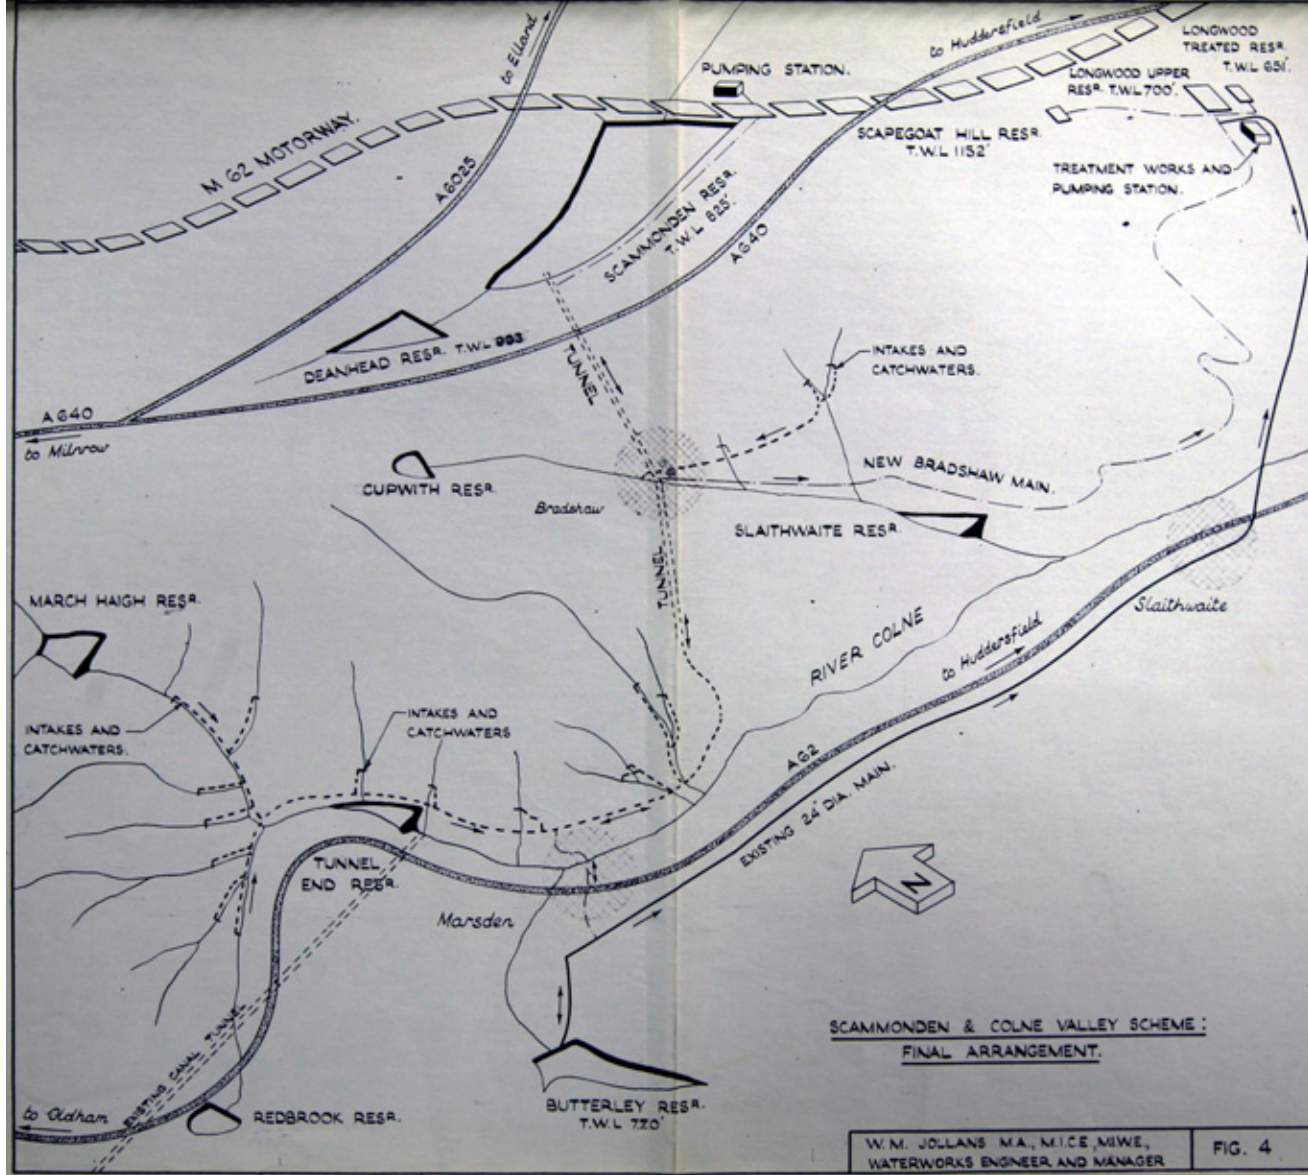 to Elland
to Huddersfield
LONGWOOD
TREATED RESR.
T.W.L 651'.
PUMPING STATION.
LONGWOOD UPPER
RESR. T.W.L 700'.
M 62 MOTORWAY.
A6025
SCAPEGOAT HILL RESR.
T.W.L 1152'
TREATMENT WORKS AND
PUMPING STATION.
SCAMMONDEN RESR.
T.W.L 825'.
A640
DEANHEAD RESR. T.W.L 993'
TUNNEL
INTAKES AND
CATCHWATERS.
A640
to Milnrow
CUPWITH RESR.
Bradshaw
NEW BRADSHAW MAIN.
SLAITHWAITE RESR.
TUNNEL
MARCH HAIGH RESR.
Slaithwaite
RIVER COLNE
to Huddersfield
INTAKES AND
CATCHWATERS.
INTAKES AND
CATCHWATERS
A62
EXISTING 24" DIA. MAIN.
TUNNEL
END RESR.
Marsden
N
EXISTING CANAL TUNNEL
SCAMMONDEN & COLNE VALLEY SCHEME:
FINAL ARRANGEMENT.
to Oldham
REDBROOK RESR.
BUTTERLEY RESR.
T.W.L 770'
W. M. JOLLANS M.A., M.I.C.E., M.I.W.E.,
WATERWORKS ENGINEER AND MANAGER
FIG. 4